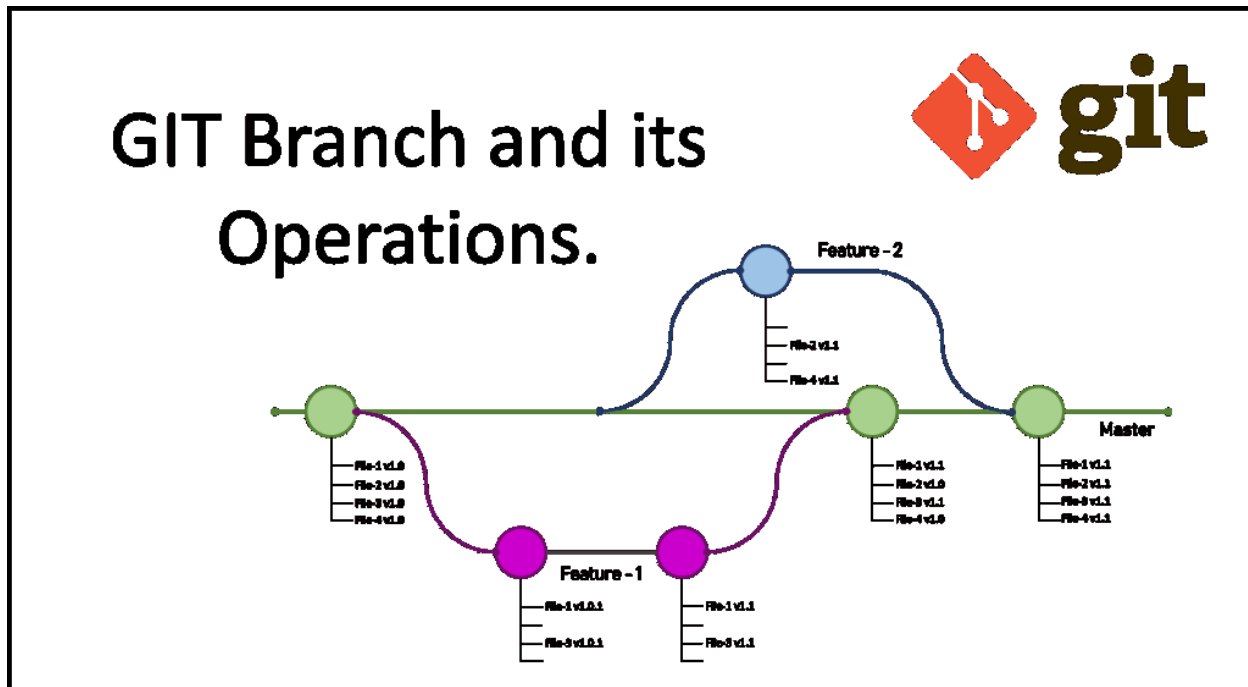 GIT Branch and its
Operations.
git
Feature - 2
File-2 v1.1
File-4 v1.1
Master
File-1 v1.0
File-2 v1.0
File-3 v1.0
File-4 v1.0
File-1 v1.1
File-2 v1.0
File-3 v1.1
File-4 v1.0
File-1 v1.1
File-2 v1.1
File-3 v1.1
File-4 v1.1
Feature - 1
File-1 v1.0.1
File-3 v1.0.1
File-1 v1.1
File-3 v1.1